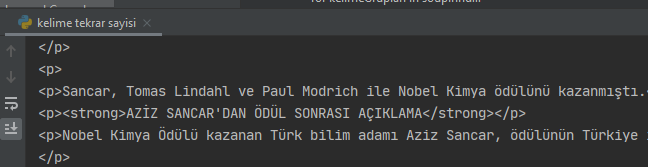 kelime tekrar sayisi
</p>
<p>
<p>Sancar, Tomas Lindahl ve Paul Modrich ile Nobel Kimya ödülünü kazanmıştı.
<p><strong>AZİZ SANCAR'DAN ÖDÜL SONRASI AÇIKLAMA</strong></p>
<p>Nobel Kimya Ödülü kazanan Türk bilim adamı Aziz Sancar, ödülünün Türkiye
</p>